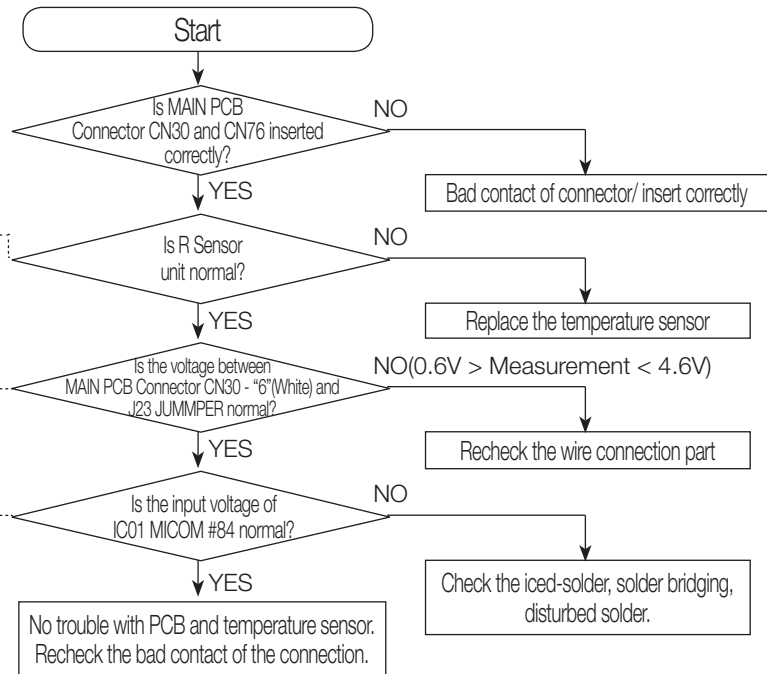 Start
Is MAIN PCB
Connector CN30 and CN76 inserted
correctly?
NO
Bad contact of connector/ insert correctly
YES
Is R Sensor
unit normal?
NO
Replace the temperature sensor
YES
Is the voltage between
MAIN PCB Connector CN30 - “6”(White) and
J23 JUMMPER normal?
NO(0.6V > Measurement < 4.6V)
Recheck the wire connection part
YES
Is the input voltage of
IC01 MICOM #84 normal?
NO
Check the iced-solder, solder bridging,
disturbed solder.
YES
No trouble with PCB and temperature sensor.
Recheck the bad contact of the connection.